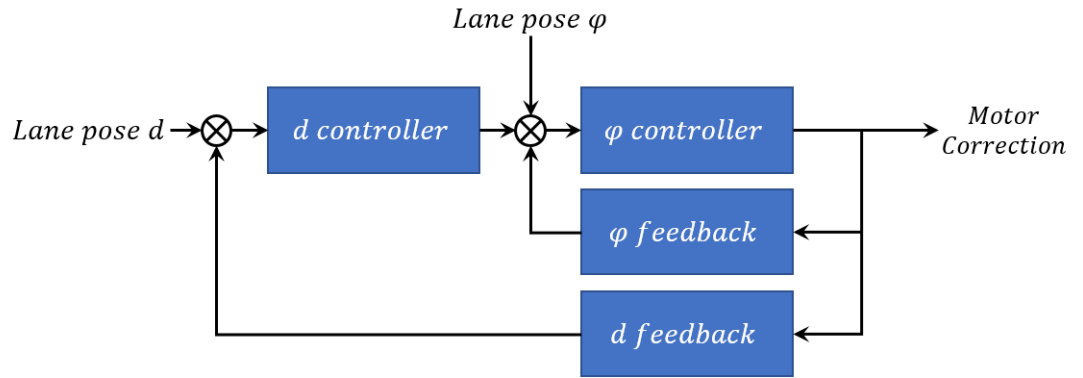 Lane pose φ
Lane pose d
d controller
φ controller
Motor
Correction
φ feedback
d feedback